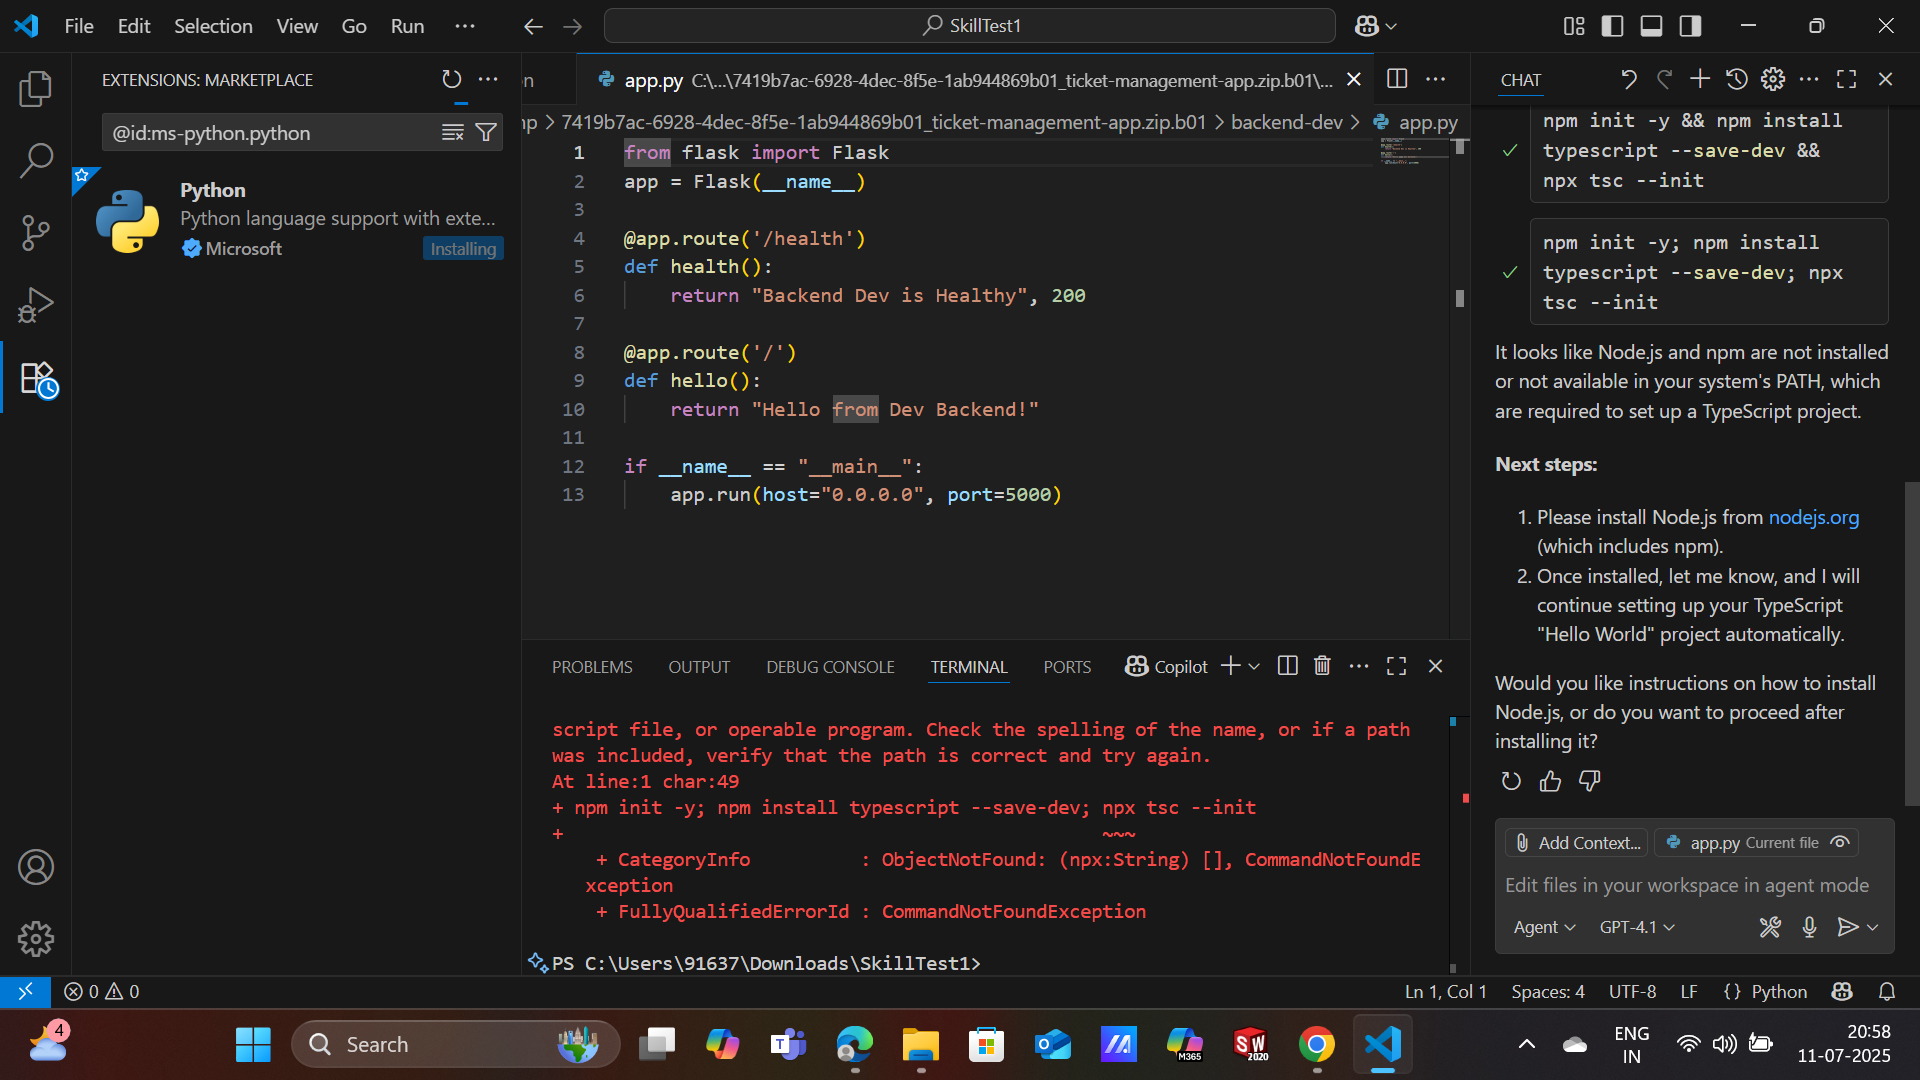 File Edit Selection View Go Run ···
SkillTest1
EXTENSIONS: MARKETPLACE
@id:ms-python.python
Python
Python language support with exte...
Microsoft
Installing
en
app.py C:\...\7419b7ac-6928-4dec-8f5e-1ab944869b01_ticket-management-app.zip.b01\...
mp > 7419b7ac-6928-4dec-8f5e-1ab944869b01_ticket-management-app.zip.b01 > backend-dev > app.py
1 from flask import Flask
2 app = Flask(__name__)
3
4 @app.route('/health')
5 def health():
6 return "Backend Dev is Healthy", 200
7
8 @app.route('/')
9 def hello():
10 return "Hello from Dev Backend!"
11
12 if __name__ == "__main__":
13 app.run(host="0.0.0.0", port=5000)
PROBLEMS OUTPUT DEBUG CONSOLE TERMINAL PORTS Copilot
script file, or operable program. Check the spelling of the name, or if a path
was included, verify that the path is correct and try again.
At line:1 char:49
+ npm init -y; npm install typescript --save-dev; npx tsc --init
+ ~~~
+ CategoryInfo : ObjectNotFound: (npx:String) [], CommandNotFoundE
xception
+ FullyQualifiedErrorId : CommandNotFoundException
PS C:\Users\91637\Downloads\SkillTest1>
CHAT
npm init -y && npm install
typescript --save-dev &&
npx tsc --init
npm init -y; npm install
typescript --save-dev; npx
tsc --init
It looks like Node.js and npm are not installed
or not available in your system's PATH, which
are required to set up a TypeScript project.
Next steps:
1. Please install Node.js from nodejs.org
(which includes npm).
2. Once installed, let me know, and I will
continue setting up your TypeScript
"Hello World" project automatically.
Would you like instructions on how to install
Node.js, or do you want to proceed after
installing it?
Add Context... app.py Current file
Edit files in your workspace in agent mode
Agent GPT-4.1
0 0
Ln 1, Col 1 Spaces: 4 UTF-8 LF {} Python
4
Search
T
M365
SW
2020
ENG
IN
20:58
11-07-2025